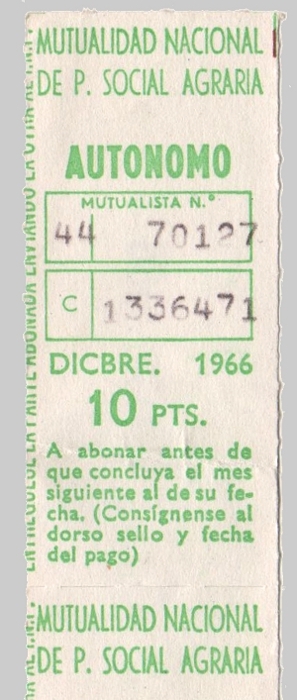 MUTUALIDAD NACIONAL
DE P. SOCIAL AGRARIA
AUTONOMO
MUTUALISTA N.º
44 70127
C 1336471
DICBRE. 1966
10 PTS.
A abonar antes de
que concluya el mes
siguiente al de su fe-
cha. (Consígnense al
dorso sello y fecha
del pago)
MUTUALIDAD NACIONAL
DE P. SOCIAL AGRARIA